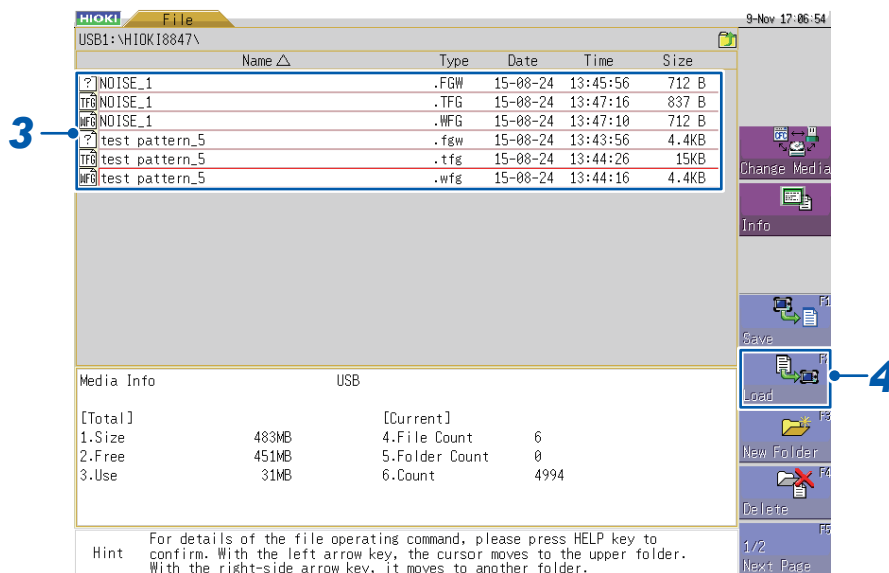 HIOKI File 9-Nov 17:06:54
USB1:\HIOKI8847\
Name △ Type Date Time Size
? NOISE_1 .FGW 15-08-24 13:45:56 712 B
TFG NOISE_1 .TFG 15-08-24 13:47:16 837 B
WFG NOISE_1 .WFG 15-08-24 13:47:10 712 B
? test pattern_5 .fgw 15-08-24 13:43:56 4.4KB
TFG test pattern_5 .tfg 15-08-24 13:44:26 15KB
WFG test pattern_5 .wfg 15-08-24 13:44:16 4.4KB
3
Change Media
Info
F1
Save
Load
4
F3
New Folder
F4
Delete
F5
1/2
Next Page
Media Info USB
[Total] [Current]
1.Size 483MB 4.File Count 6
2.Free 451MB 5.Folder Count 0
3.Use 31MB 6.Count 4994
Hint For details of the file operating command, please press HELP key to
confirm. With the left arrow key, the cursor moves to the upper folder.
With the right-side arrow key, it moves to another folder.